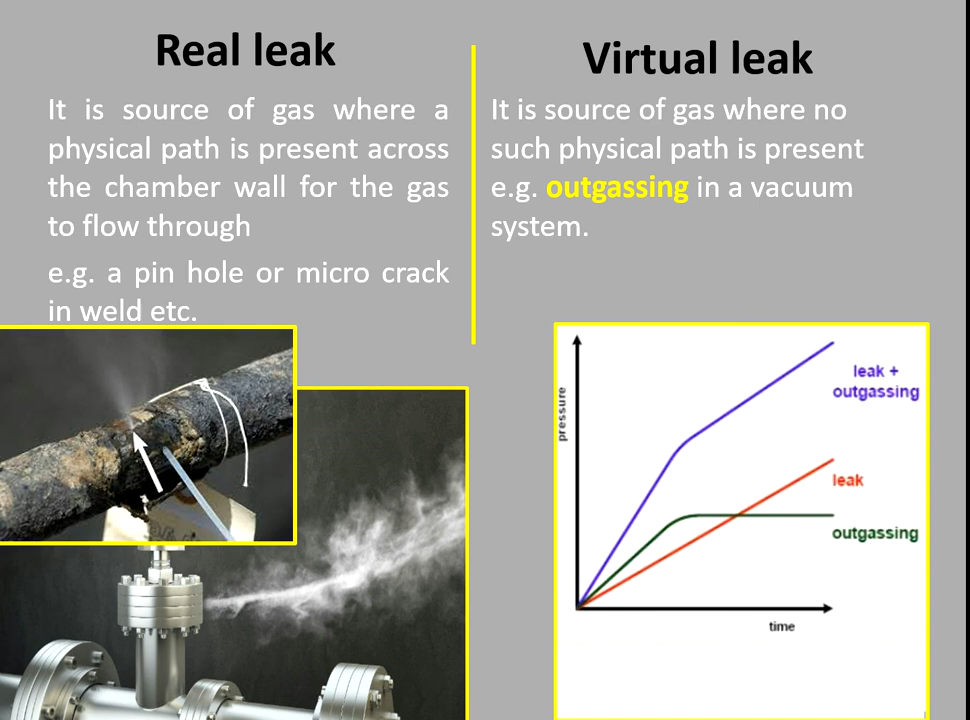 Real leak
It is source of gas where a
physical path is present across
the chamber wall for the gas
to flow through
e.g. a pin hole or micro crack
in weld etc.
Virtual leak
It is source of gas where no
such physical path is present
e.g. outgassing in a vacuum
system.
pressure
leak +
outgassing
leak
outgassing
time